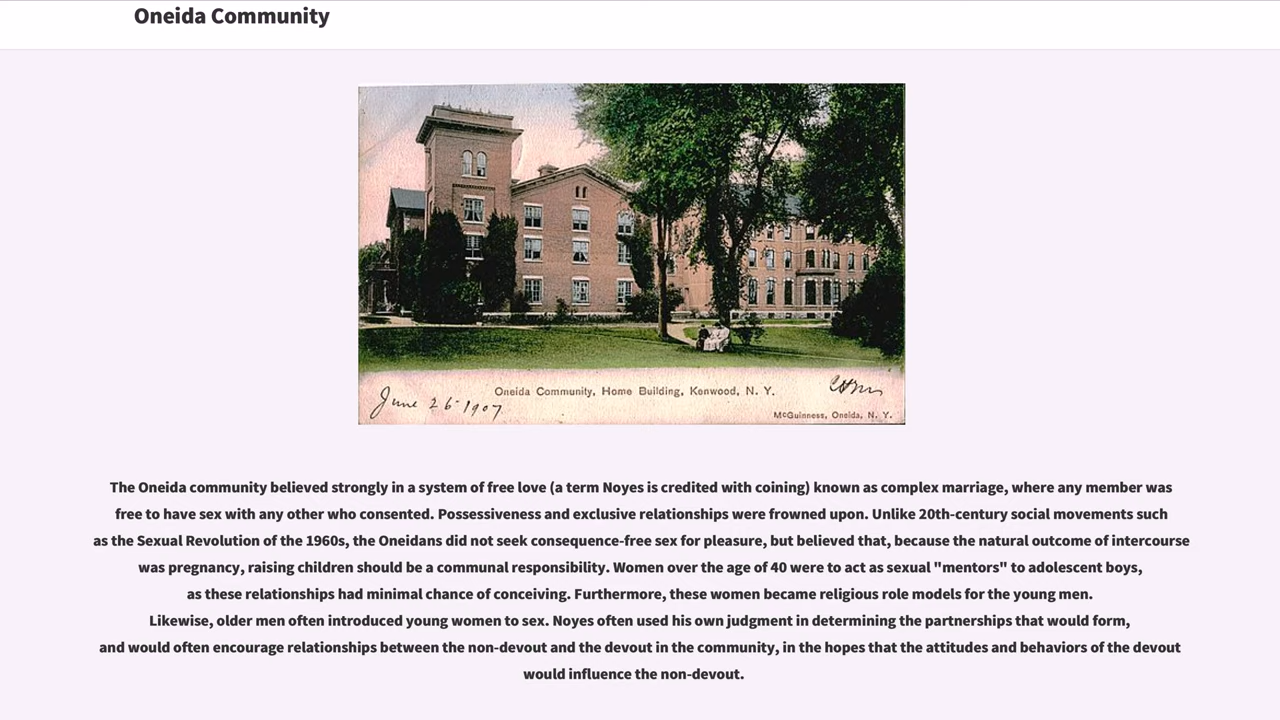 Oneida Community
Oneida Community, Home Building, Kenwood, N. Y.
June 26 1907
McGuinness, Oneida, N. Y.
The Oneida community believed strongly in a system of free love (a term Noyes is credited with coining) known as complex marriage, where any member was
free to have sex with any other who consented. Possessiveness and exclusive relationships were frowned upon. Unlike 20th-century social movements such
as the Sexual Revolution of the 1960s, the Oneidans did not seek consequence-free sex for pleasure, but believed that, because the natural outcome of intercourse
was pregnancy, raising children should be a communal responsibility. Women over the age of 40 were to act as sexual "mentors" to adolescent boys,
as these relationships had minimal chance of conceiving. Furthermore, these women became religious role models for the young men.
Likewise, older men often introduced young women to sex. Noyes often used his own judgment in determining the partnerships that would form,
and would often encourage relationships between the non-devout and the devout in the community, in the hopes that the attitudes and behaviors of the devout
would influence the non-devout.